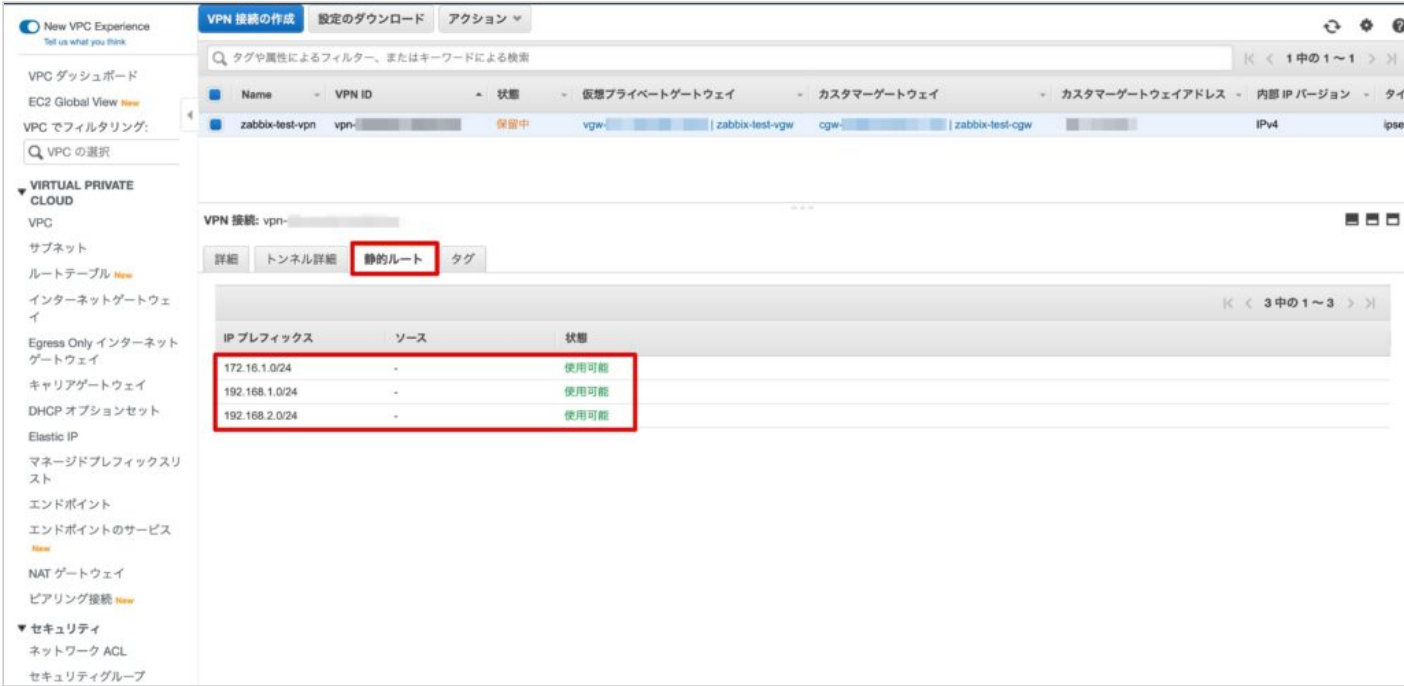 New VPC Experience
Tell us what you think
VPC ダッシュボード
EC2 Global View New
VPC でフィルタリング:
VPC の選択
VIRTUAL PRIVATE
CLOUD
VPC
サブネット
ルートテーブル New
インターネットゲートウェ
イ
Egress Only インターネット
ゲートウェイ
キャリアゲートウェイ
DHCP オプションセット
Elastic IP
マネージドプレフィックスリ
スト
エンドポイント
エンドポイントのサービス
New
NAT ゲートウェイ
ピアリング接続 New
セキュリティ
ネットワーク ACL
セキュリティグループ
VPN 接続の作成 設定のダウンロード アクション
タグや属性によるフィルター、またはキーワードによる検索 1 中の 1 〜 1
Name VPN ID 状態 仮想プライベートゲートウェイ カスタマーゲートウェイ カスタマーゲートウェイアドレス 内部 IP バージョン タイ
zabbix-test-vpn vpn- 保留中 vgw- | zabbix-test-vgw cgw- | zabbix-test-cgw IPv4 ipse
VPN 接続: vpn-
詳細 トンネル詳細 静的ルート タグ
3 中の 1 〜 3
IP プレフィックス ソース 状態
172.16.1.0/24 - 使用可能
192.168.1.0/24 - 使用可能
192.168.2.0/24 - 使用可能